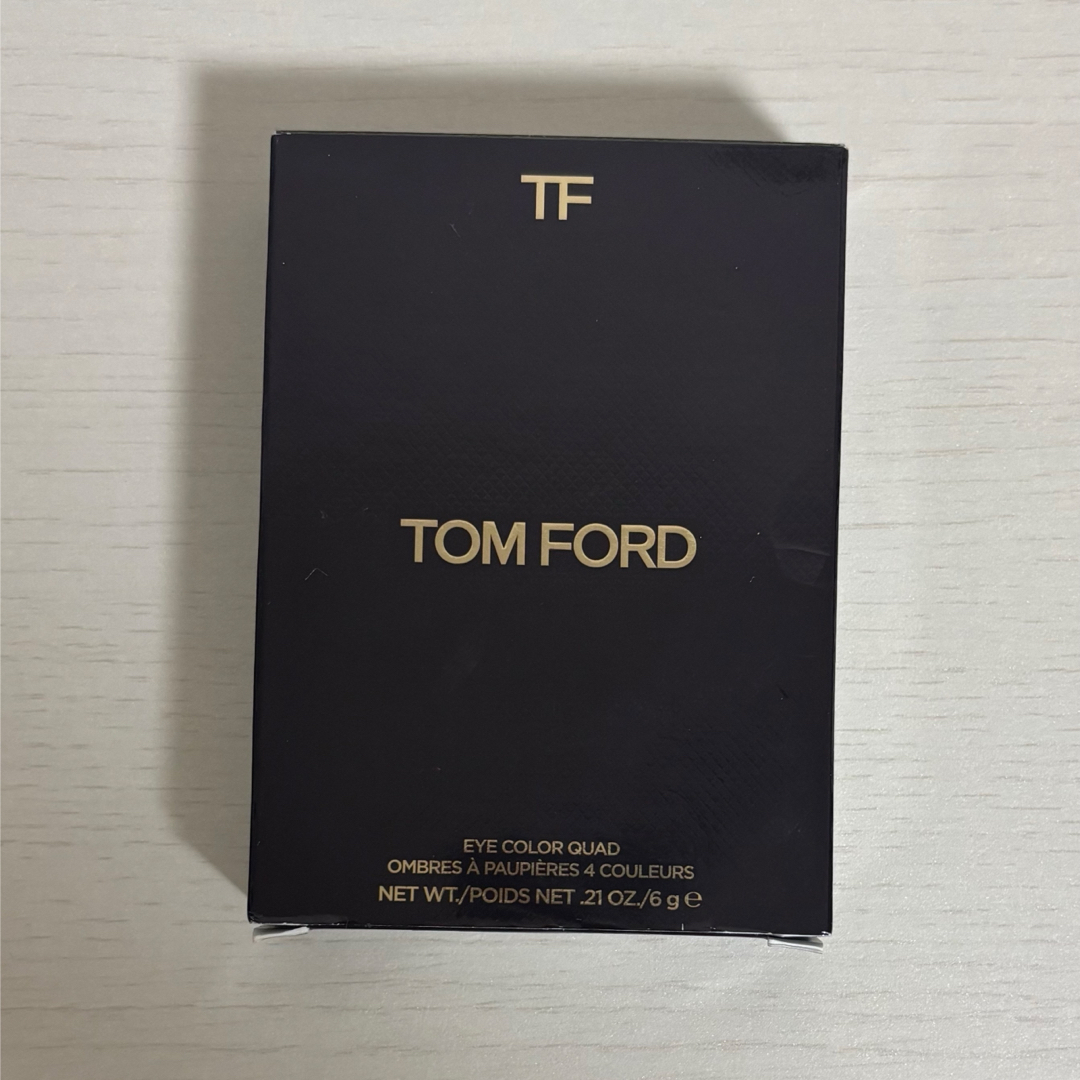 TF
TOM FORD
EYE COLOR QUAD
OMBRES À PAUPIÈRES 4 COULEURS
NET WT./POIDS NET .21 OZ./6 g ℮